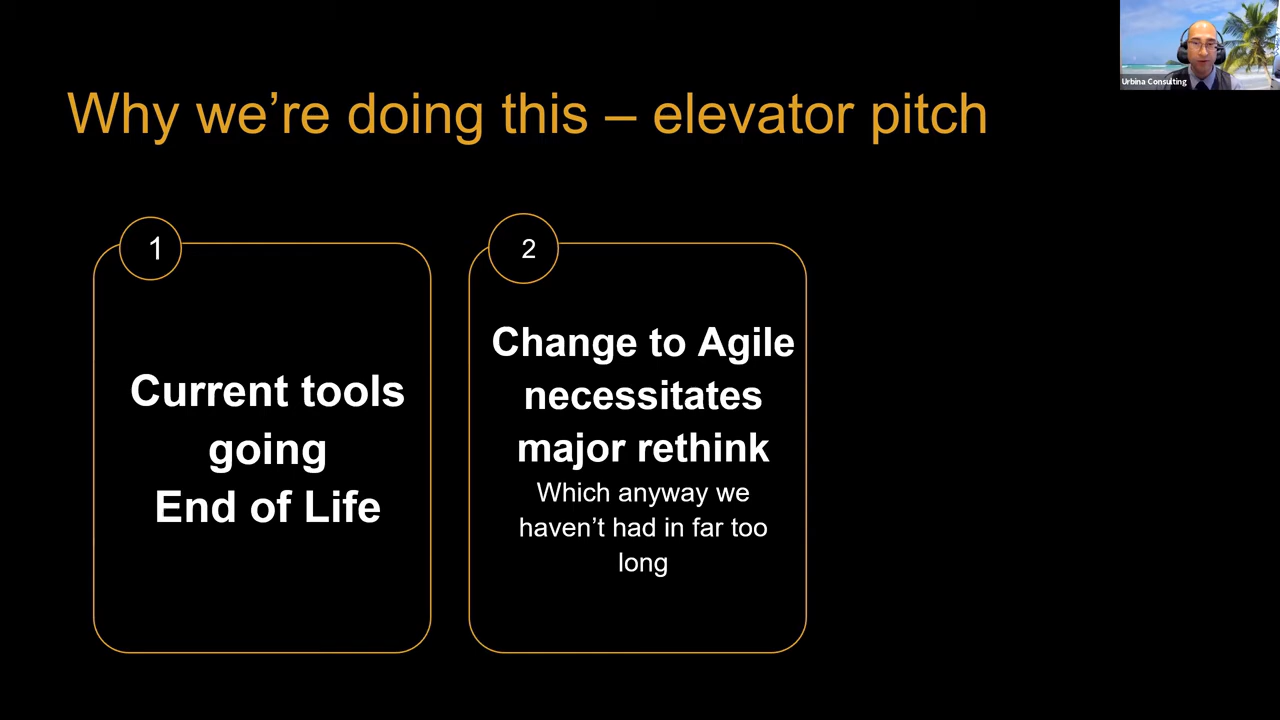 Urbina Consulting
Why we're doing this – elevator pitch
1
Current tools
going
End of Life
2
Change to Agile
necessitates
major rethink
Which anyway we
haven't had in far too
long